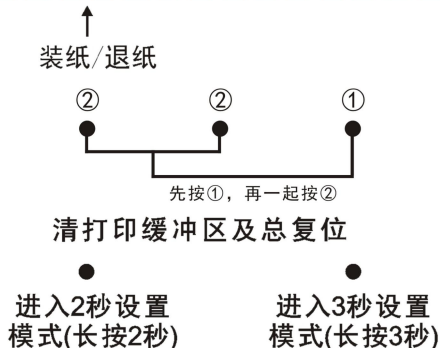 装纸/退纸
② ② ①
先按①，再一起按②
清打印缓冲区及总复位
进入2秒设置 进入3秒设置
模式(长按2秒) 模式(长按3秒)